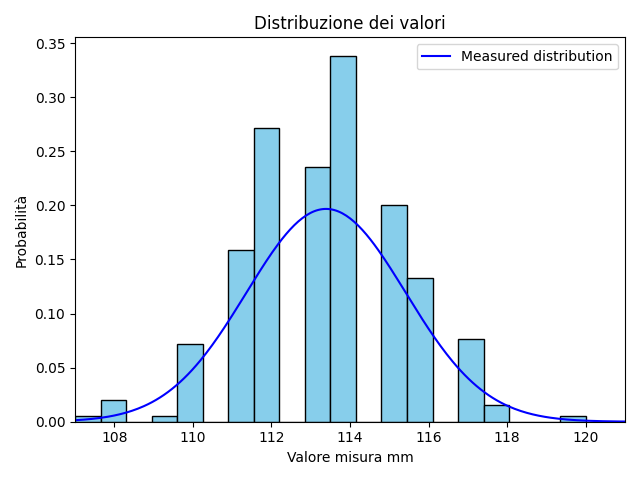 Distribuzione dei valori
Measured distribution
Probabilità
0.35
0.30
0.25
0.20
0.15
0.10
0.05
0.00
108 110 112 114 116 118 120
Valore misura mm